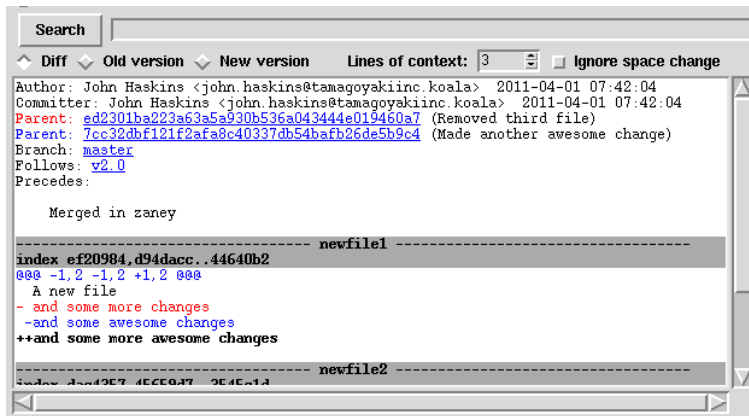 Search
Diff Old version New version Lines of context: 3 Ignore space change
Author: John Haskins <john.haskins@tamagoyakiinc.koala> 2011-04-01 07:42:04
Committer: John Haskins <john.haskins@tamagoyakiinc.koala> 2011-04-01 07:42:04
Parent: ed2301ba223a63a5a930b536a043444e019460a7 (Removed third file)
Parent: 7cc32dbf121f2afa8c40337db54bafb26de5b9c4 (Made another awesome change)
Branch: master
Follows: v2.0
Precedes:
Merged in zaney
---------------------------------- newfile1 ----------------------------------
index ef20984,d94dacc..44640b2
@@@ -1,2 -1,2 +1,2 @@@
A new file
- and some more changes
-and some awesome changes
++and some more awesome changes
---------------------------------- newfile2 ----------------------------------
index